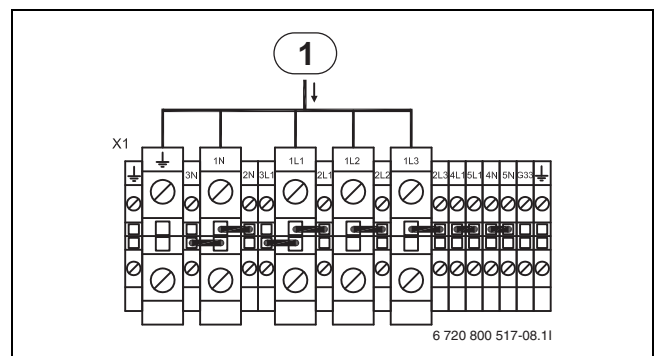 1
X1
1N 1L1 1L2 1L3
3N 2N 3L1 2L1 2L2 2L3 4L1 5L1 4N 5N G33
6 720 800 517-08.1I